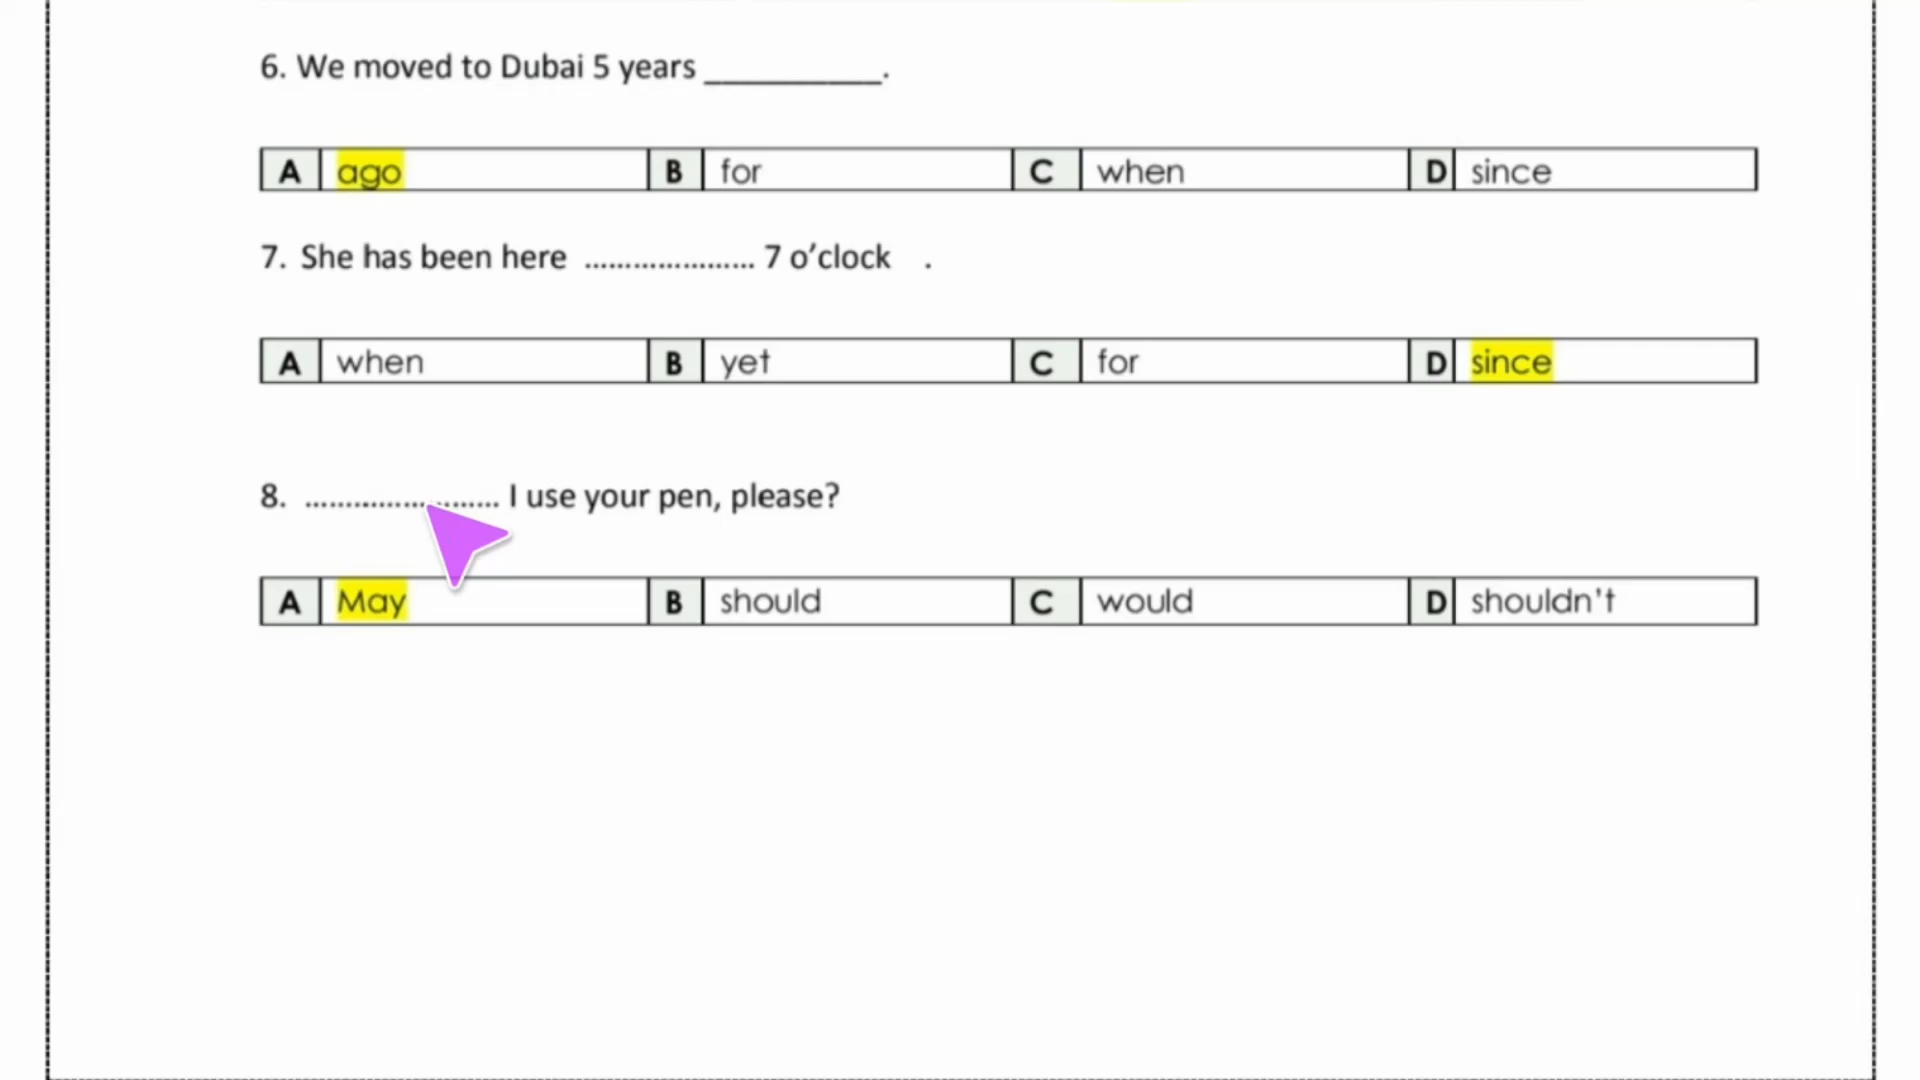 6. We moved to Dubai 5 years ___________.
A ago B for C when D since
7. She has been here ..................... 7 o’clock .
A when B yet C for D since
8. ........................ I use your pen, please?
A May B should C would D shouldn’t